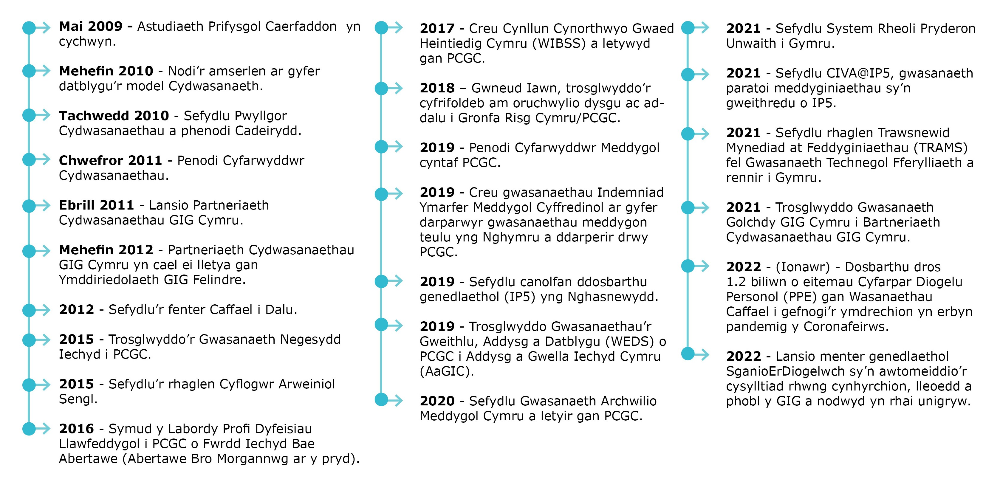 Mai 2009 - Astudiaeth Prifysgol Caerfaddon  yn
cychwyn.
Mehefin 2010 - Nodi’r amserlen ar gyfer
datblygu’r model Cydwasanaeth.
Tachwedd 2010 - Sefydlu Pwyllgor
Cydwasanaethau a phenodi Cadeirydd.
Chwefror 2011 - Penodi Cyfarwyddwr
Cydwasanaethau.
Ebrill 2011 - Lansio Partneriaeth
Cydwasanaethau GIG Cymru.
Mehefin 2012 - Partneriaeth Cydwasanaethau
GIG Cymru yn cael ei lletya gan
Ymddiriedolaeth GIG Felindre.
2012 - Sefydlu’r fenter Caffael i Dalu.
2015 - Trosglwyddo’r Gwasanaeth Negesydd
Iechyd i PCGC.
2015 - Sefydlu’r rhaglen Cyflogwr Arweiniol
Sengl.
2016 - Symud y Labordy Profi Dyfeisiau
Llawfeddygol i PCGC o Fwrdd Iechyd Bae
Abertawe (Abertawe Bro Morgannwg ar y pryd).
2017 - Creu Cynllun Cynorthwyo Gwaed
Heintiedig Cymru (WIBSS) a letywyd
gan PCGC.
2018 – Gwneud Iawn, trosglwyddo’r
cyfrifoldeb am oruchwylio dysgu ac ad-
dalu i Gronfa Risg Cymru/PCGC.
2019 - Penodi Cyfarwyddwr Meddygol
cyntaf PCGC.
2019 - Creu gwasanaethau Indemniad
Ymarfer Meddygol Cyffredinol ar gyfer
darparwyr gwasanaethau meddygon
teulu yng Nghymru a ddarperir drwy
PCGC.
2019 - Sefydlu canolfan ddosbarthu
genedlaethol (IP5) yng Nghasnewydd.
2019 - Trosglwyddo Gwasanaethau’r
Gweithlu, Addysg a Datblygu (WEDS) o
PCGC i Addysg a Gwella Iechyd Cymru
(AaGIC).
2020 - Sefydlu Gwasanaeth Archwilio
Meddygol Cymru a letyir gan PCGC.
2021 - Sefydlu System Rheoli Pryderon
Unwaith i Gymru.
2021 - Sefydlu CIVA@IP5, gwasanaeth
paratoi meddyginiaethau sy’n
gweithredu o IP5.
2021 - Sefydlu rhaglen Trawsnewid
Mynediad at Feddyginiaethau (TRAMS)
fel Gwasanaeth Technegol Fferylliaeth a
rennir i Gymru.
2021 - Trosglwyddo Gwasanaeth
Golchdy GIG Cymru i Bartneriaeth
Cydwasanaethau GIG Cymru.
2022 - (Ionawr) - Dosbarthu dros
1.2 biliwn o eitemau Cyfarpar Diogelu
Personol (PPE) gan Wasanaethau
Caffael i gefnogi’r ymdrechion yn erbyn
pandemig y Coronafeirws.
2022 - Lansio menter genedlaethol
SganioErDiogelwch sy’n awtomeiddio’r
cysylltiad rhwng cynhyrchion, lleoedd a
phobl y GIG a nodwyd yn rhai unigryw.